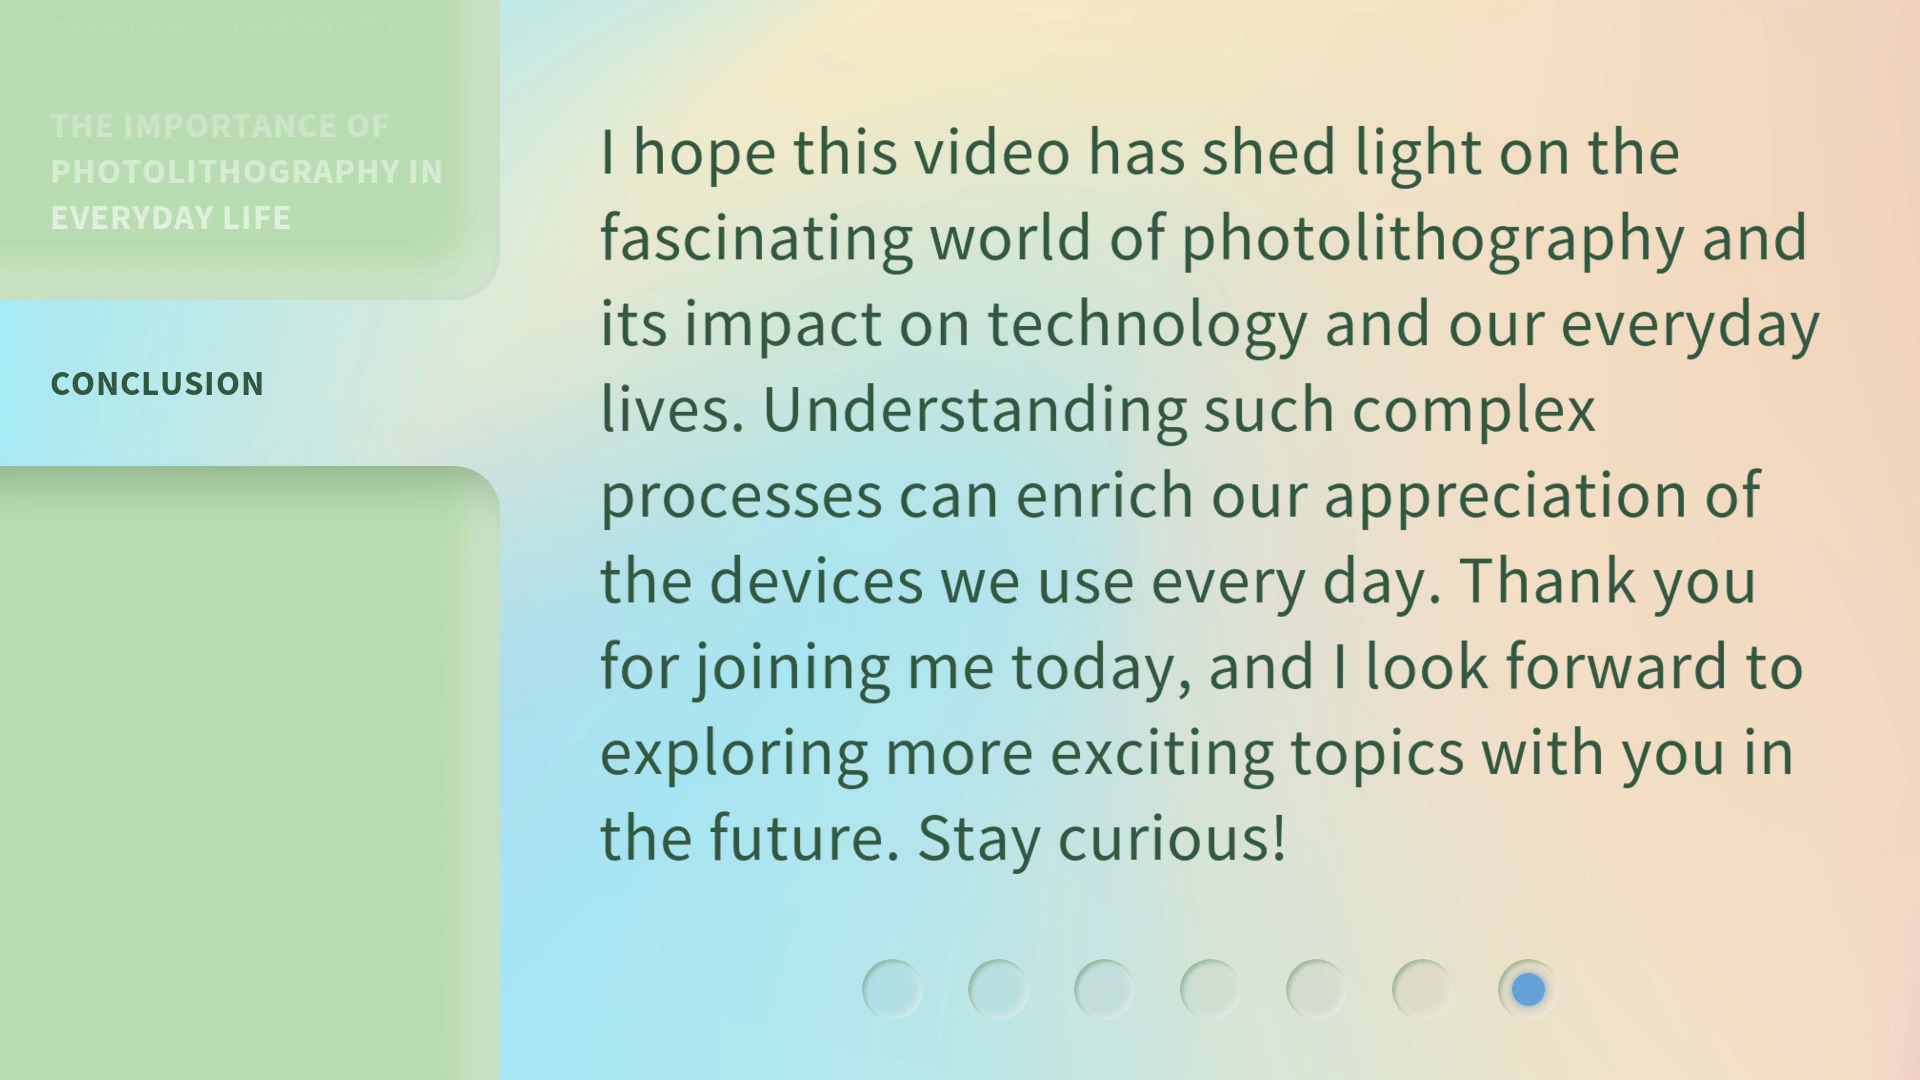 THE IMPORTANCE OF
PHOTOLITHOGRAPHY IN
EVERYDAY LIFE
CONCLUSION
I hope this video has shed light on the
fascinating world of photolithography and
its impact on technology and our everyday
lives. Understanding such complex
processes can enrich our appreciation of
the devices we use every day. Thank you
for joining me today, and I look forward to
exploring more exciting topics with you in
the future. Stay curious!